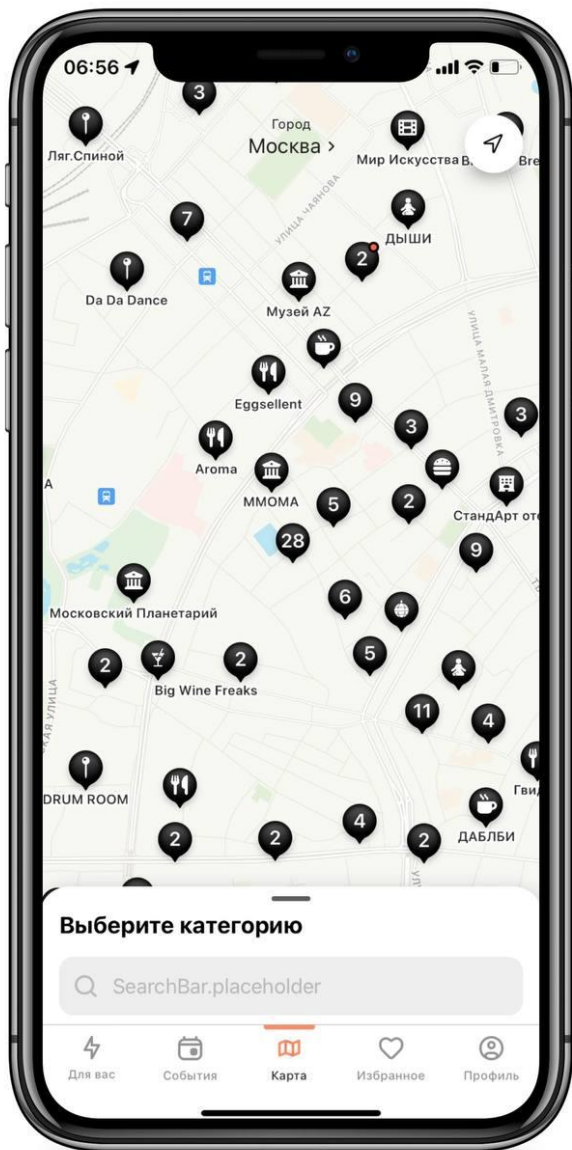 06:56
3
Город
Москва >
Ляг.Спиной
Мир Искусства
УЛИЦА ЧАЯНОВА
7
ДЫШИ
2
Da Da Dance
Музей AZ
УЛИЦА МАЛАЯ ДМИТРОВКА
Eggsellent
9
3
3
Aroma
ММОМА
5
2
СтандАрт оте
28
9
Московский Планетарий
6
5
2
2
Big Wine Freaks
11
4
DRUM ROOM
Гвид
4
ДАБЛБИ
2
2
2
Выберите категорию
SearchBar.placeholder
Для вас
События
Карта
Избранное
Профиль